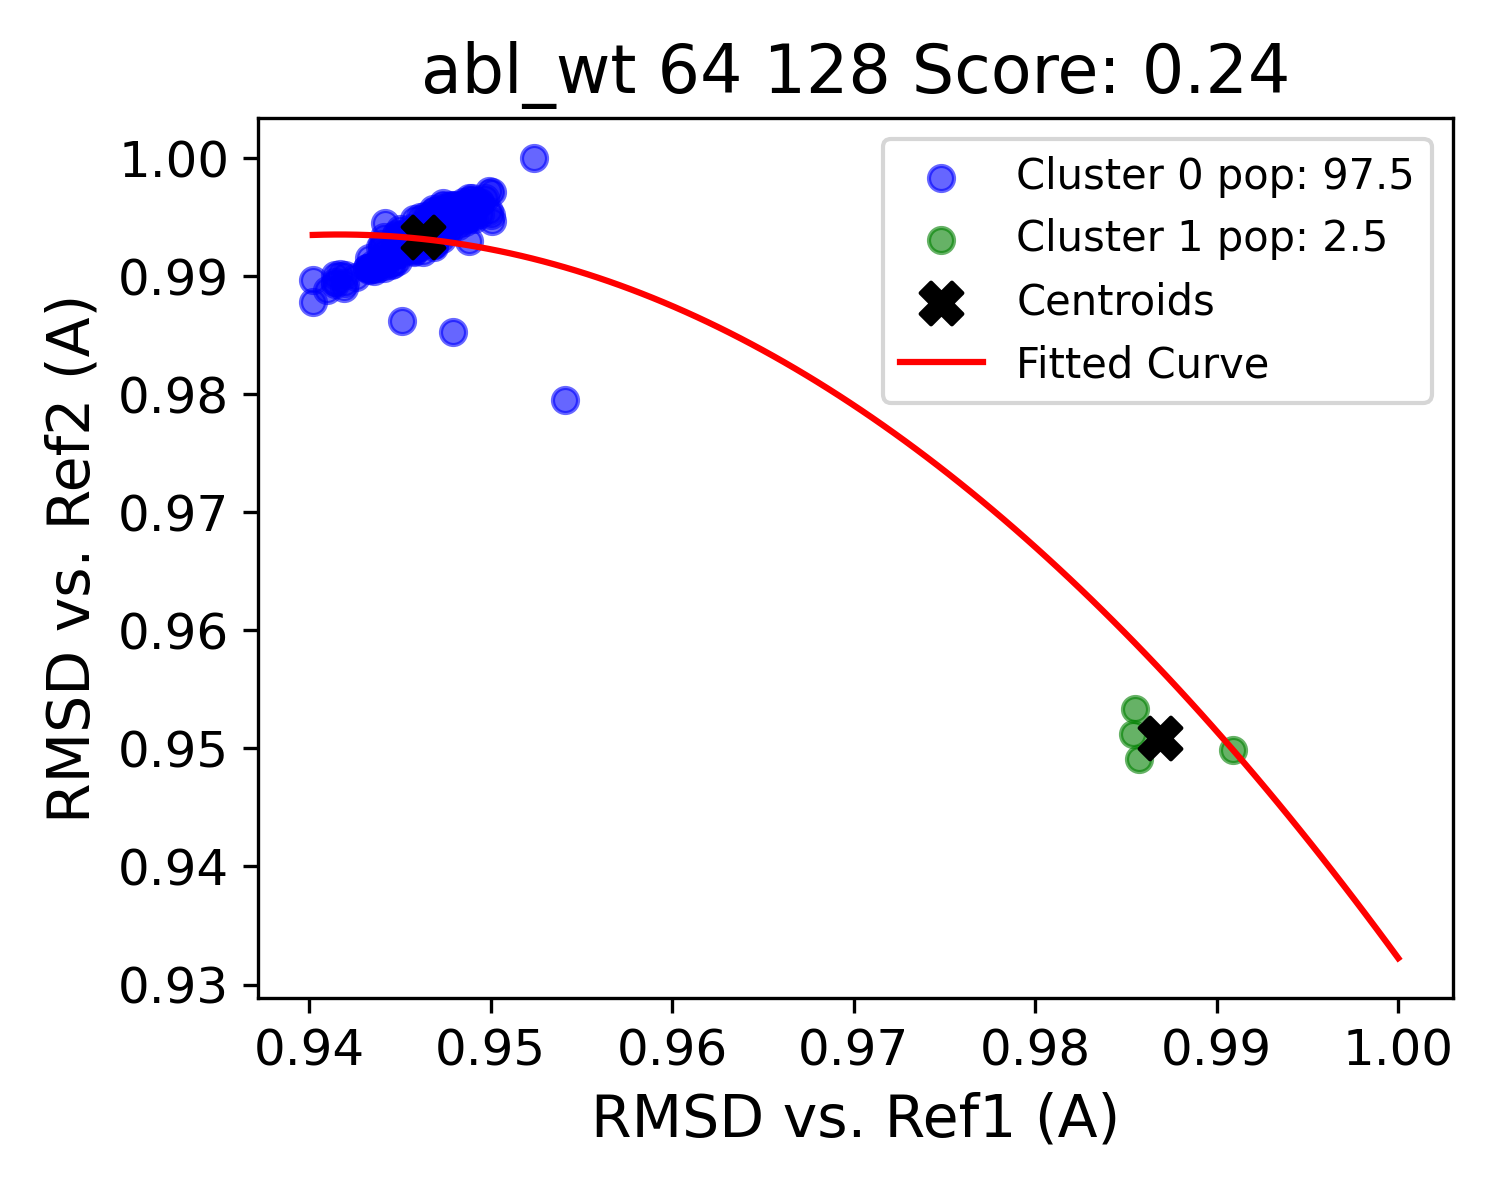 abl_wt 64 128 Score: 0.24
Cluster 0 pop: 97.5
Cluster 1 pop: 2.5
Centroids
Fitted Curve
RMSD vs. Ref2 (A)
1.00
0.99
0.98
0.97
0.96
0.95
0.94
0.93
0.94 0.95 0.96 0.97 0.98 0.99 1.00
RMSD vs. Ref1 (A)